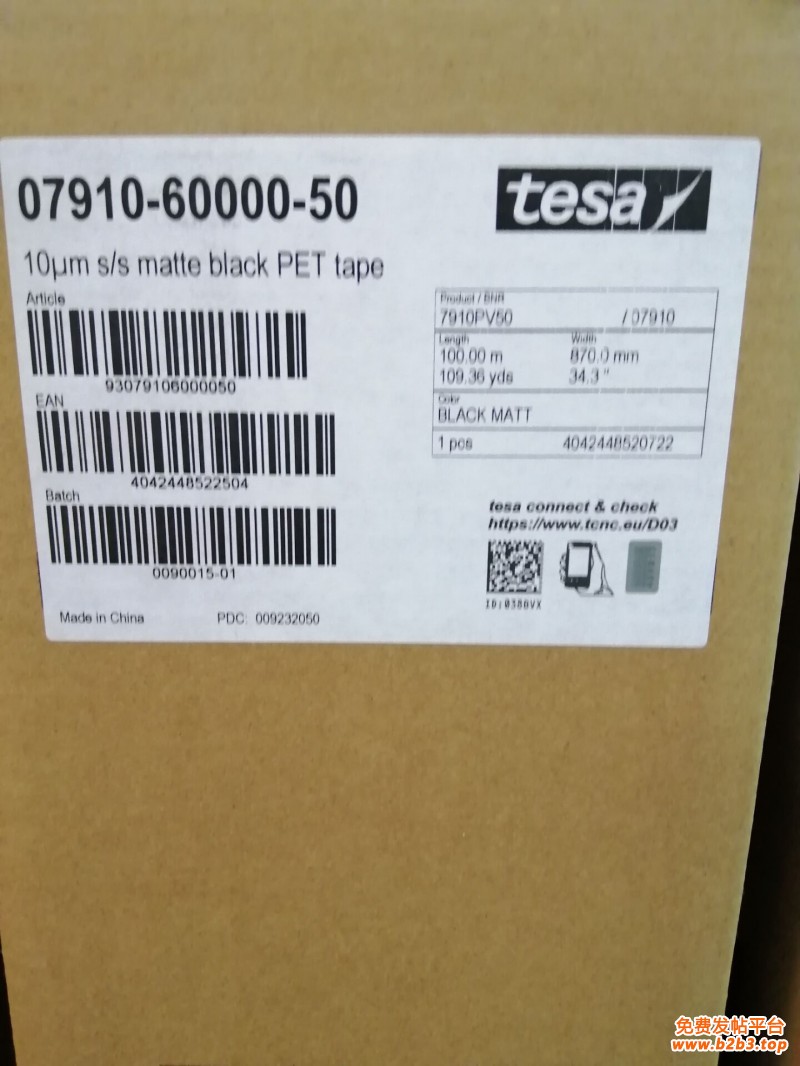 07910-60000-50
tesa
10µm s/s matte black PET tape
Article
93079106000050
EAN
4042448522504
Batch
0090015-01
Made in China
PDC: 009232050
Product / BNR
7910PV50 / 07910
Length Width
100.00 m 870.0 mm
109.36 yds 34.3 "
Color
BLACK MATT
1 pcs 4042448520722
tesa connect & check
https://www.tcnc.eu/D03
免费发帖平台
www.b2b3.top